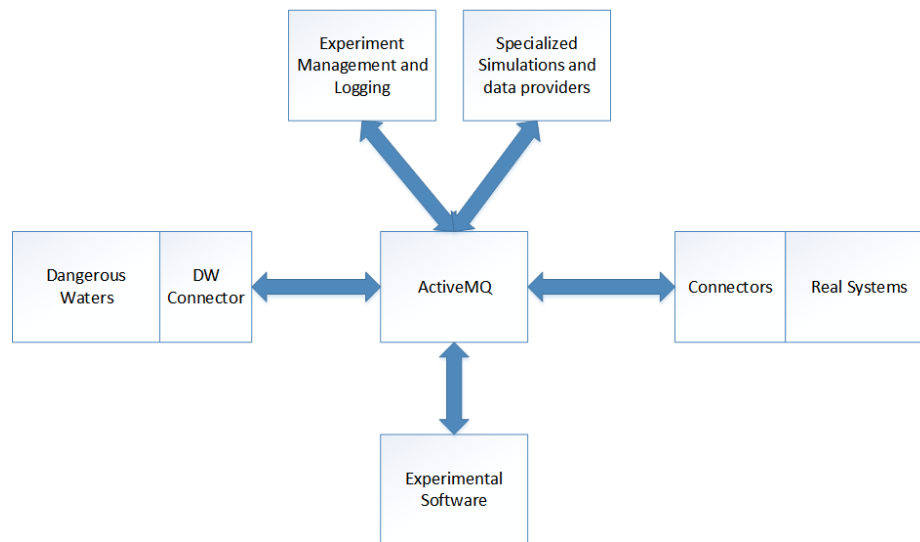 Experiment
Management and
Logging
Specialized
Simulations and
data providers
Dangerous
Waters
DW
Connector
ActiveMQ
Connectors
Real Systems
Experimental
Software